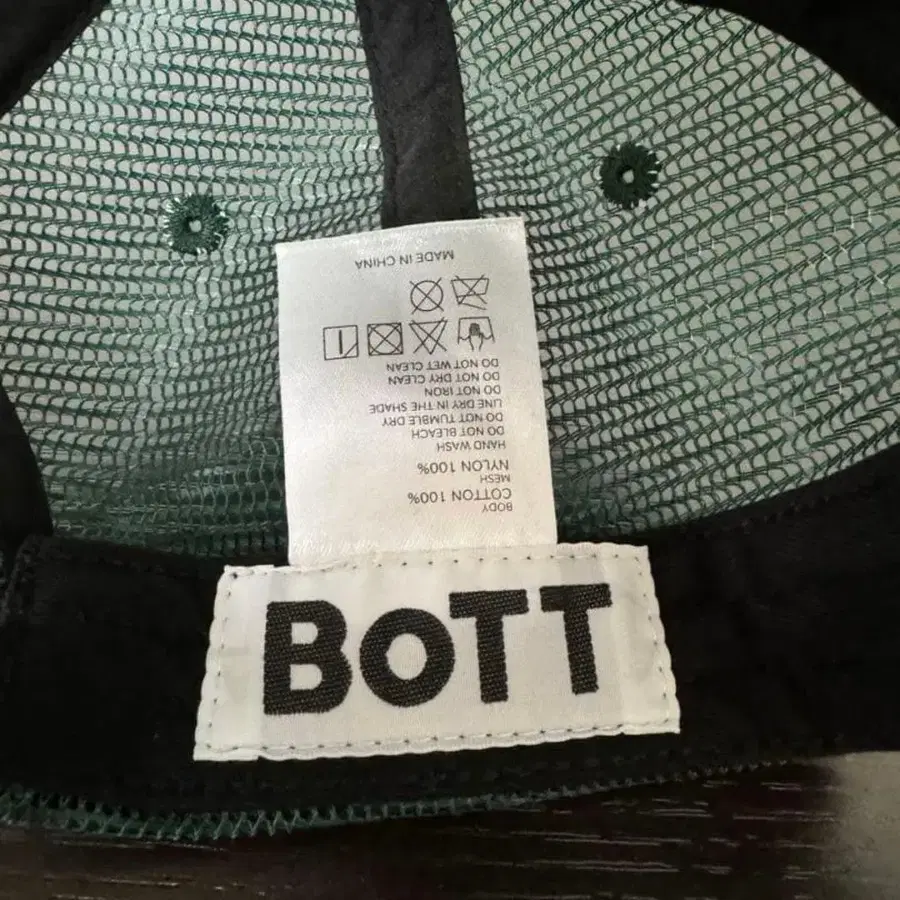 BODY
COTTON 100%
MESH
NYLON 100%
HAND WASH
DO NOT BLEACH
DO NOT TUMBLE DRY
LINE DRY IN THE SHADE
DO NOT IRON
DO NOT DRY CLEAN
DO NOT WET CLEAN
MADE IN CHINA
BoTT